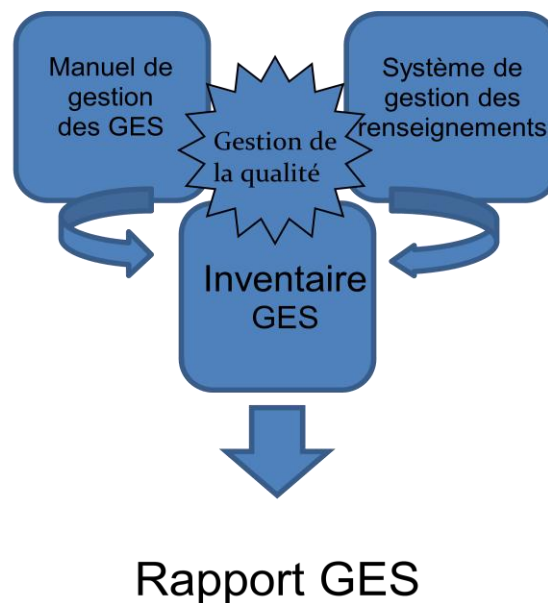 Manuel de
gestion
des GES
Système de
gestion des
renseignements
Gestion de
la qualité
Inventaire
GES
Rapport GES